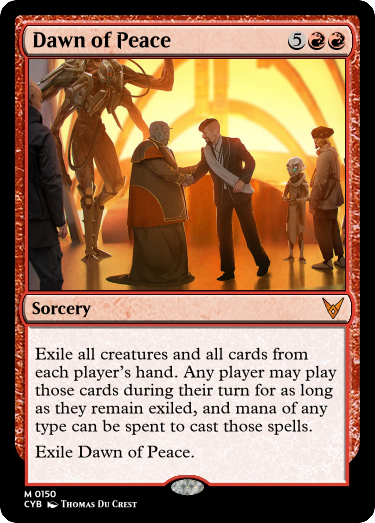 Dawn of Peace 5
Sorcery
Exile all creatures and all cards from
each player's hand. Any player may play
those cards during their turn for as long
as they remain exiled, and mana of any
type can be spent to cast those spells.
Exile Dawn of Peace.
M 0150
CYB Thomas Du Crest